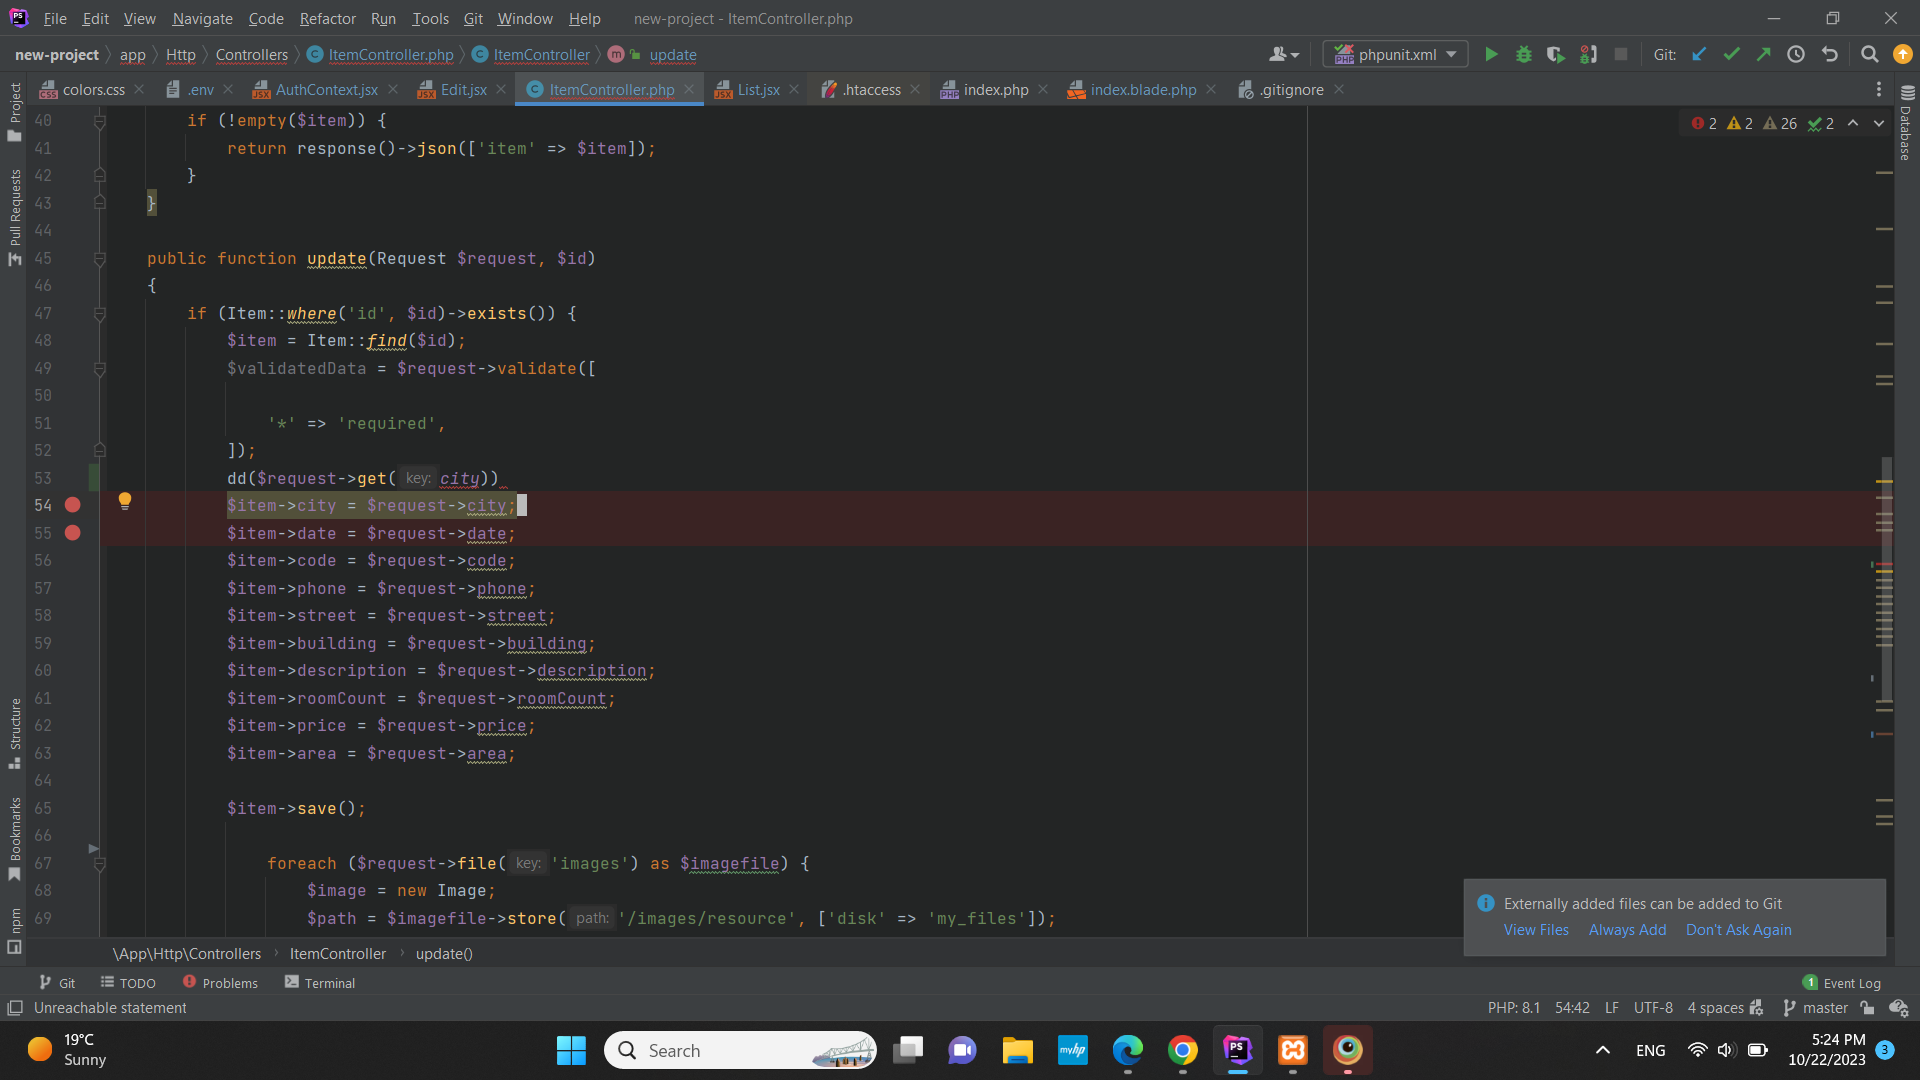 File Edit View Navigate Code Refactor Run Tools Git Window Help new-project - ItemController.php
new-project app Http Controllers ItemController.php ItemController update phpunit.xml Git:
colors.css .env AuthContext.jsx Edit.jsx ItemController.php List.jsx .htaccess index.php index.blade.php .gitignore
Project
Pull Requests
Structure
Bookmarks
npm
Database
2 2 26 2
40 if (!empty($item)) {
41 return response()->json(['item' => $item]);
42 }
43 }
44
45 public function update(Request $request, $id)
46 {
47 if (Item::where('id', $id)->exists()) {
48 $item = Item::find($id);
49 $validatedData = $request->validate([
50
51 '*' => 'required',
52 ]);
53 dd($request->get( key: city))
54 $item->city = $request->city;
55 $item->date = $request->date;
56 $item->code = $request->code;
57 $item->phone = $request->phone;
58 $item->street = $request->street;
59 $item->building = $request->building;
60 $item->description = $request->description;
61 $item->roomCount = $request->roomCount;
62 $item->price = $request->price;
63 $item->area = $request->area;
64
65 $item->save();
66
67 foreach ($request->file( key: 'images') as $imagefile) {
68 $image = new Image;
69 $path = $imagefile->store( path: '/images/resource', ['disk' => 'my_files']);
Externally added files can be added to Git
View Files Always Add Don't Ask Again
\App\Http\Controllers ItemController update()
Git TODO Problems Terminal 1 Event Log
Unreachable statement PHP: 8.1 54:42 LF UTF-8 4 spaces master
19°C
Sunny
Search
myhp
PS
ENG
5:24 PM
10/22/2023
3